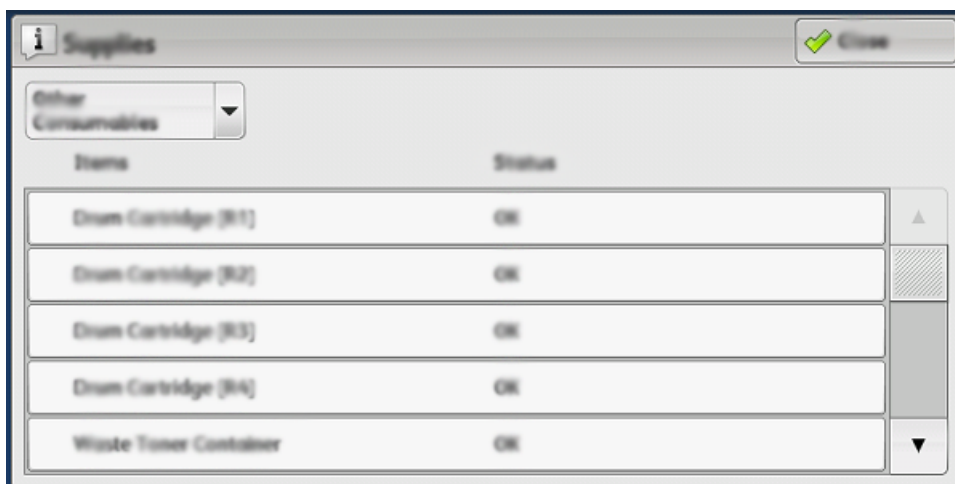 Supplies
Close
Other
Consumables
Items Status
Drum Cartridge [R1] OK
Drum Cartridge [R2] OK
Drum Cartridge [R3] OK
Drum Cartridge [R4] OK
Waste Toner Container OK